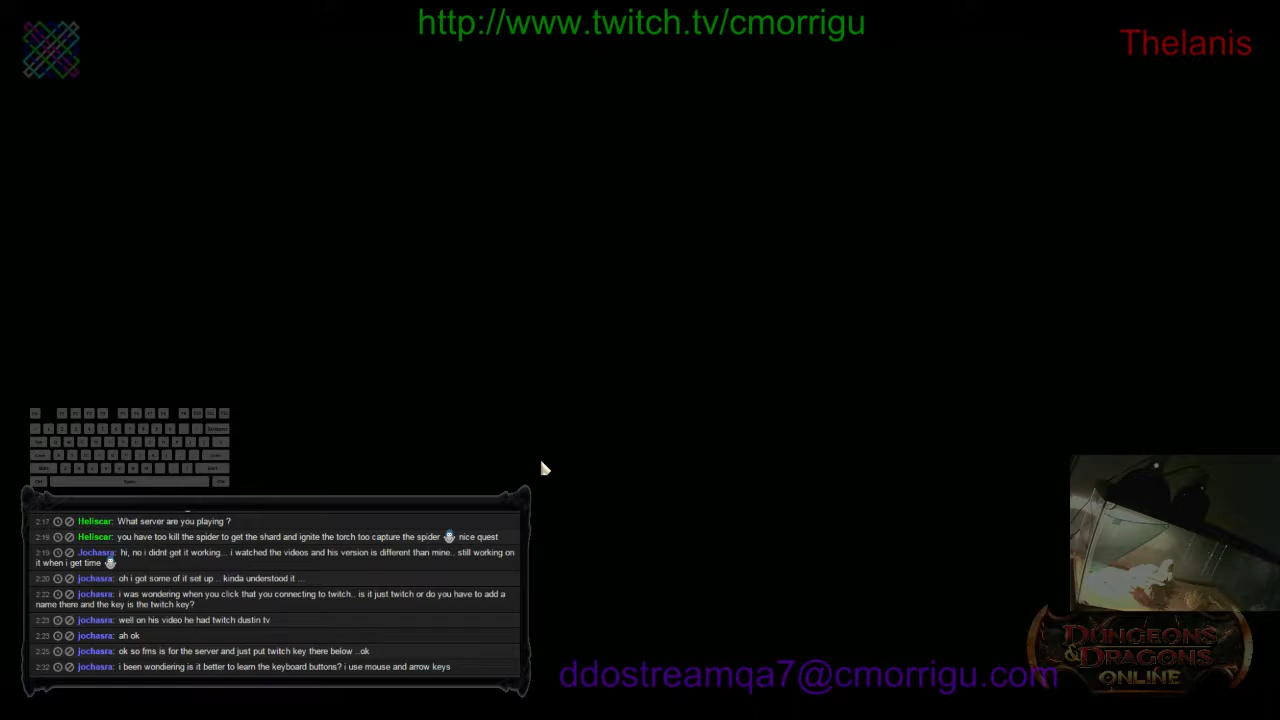 http://www.twitch.tv/cmorrigu
Thelanis
2:17 Heliscar: What server are you playing ?
2:19 Heliscar: you have too kill the spider to get the shard and ignite the torch too capture the spider nice quest
2:19 Jochasra: hi, no i didnt get it working... i watched the videos and his version is different than mine.. still working on
it when i get time
2:20 jochasra: oh i got some of it set up .. kinda understood it ...
2:22 jochasra: i was wondering when you click that you connecting to twitch.. is it just twitch or do you have to add a
name there and the key is the twitch key?
2:23 jochasra: well on his video he had twitch dustin tv
2:23 jochasra: ah ok
2:25 jochasra: ok so fms is for the server and just put twitch key there below ..ok
2:32 jochasra: i been wondiering is it better to learn the keyboard buttons? i use mouse and arrow keys
ddostreamqa7@cmorrigu.com
DUNGEONS
& DRAGONS
ONLINE